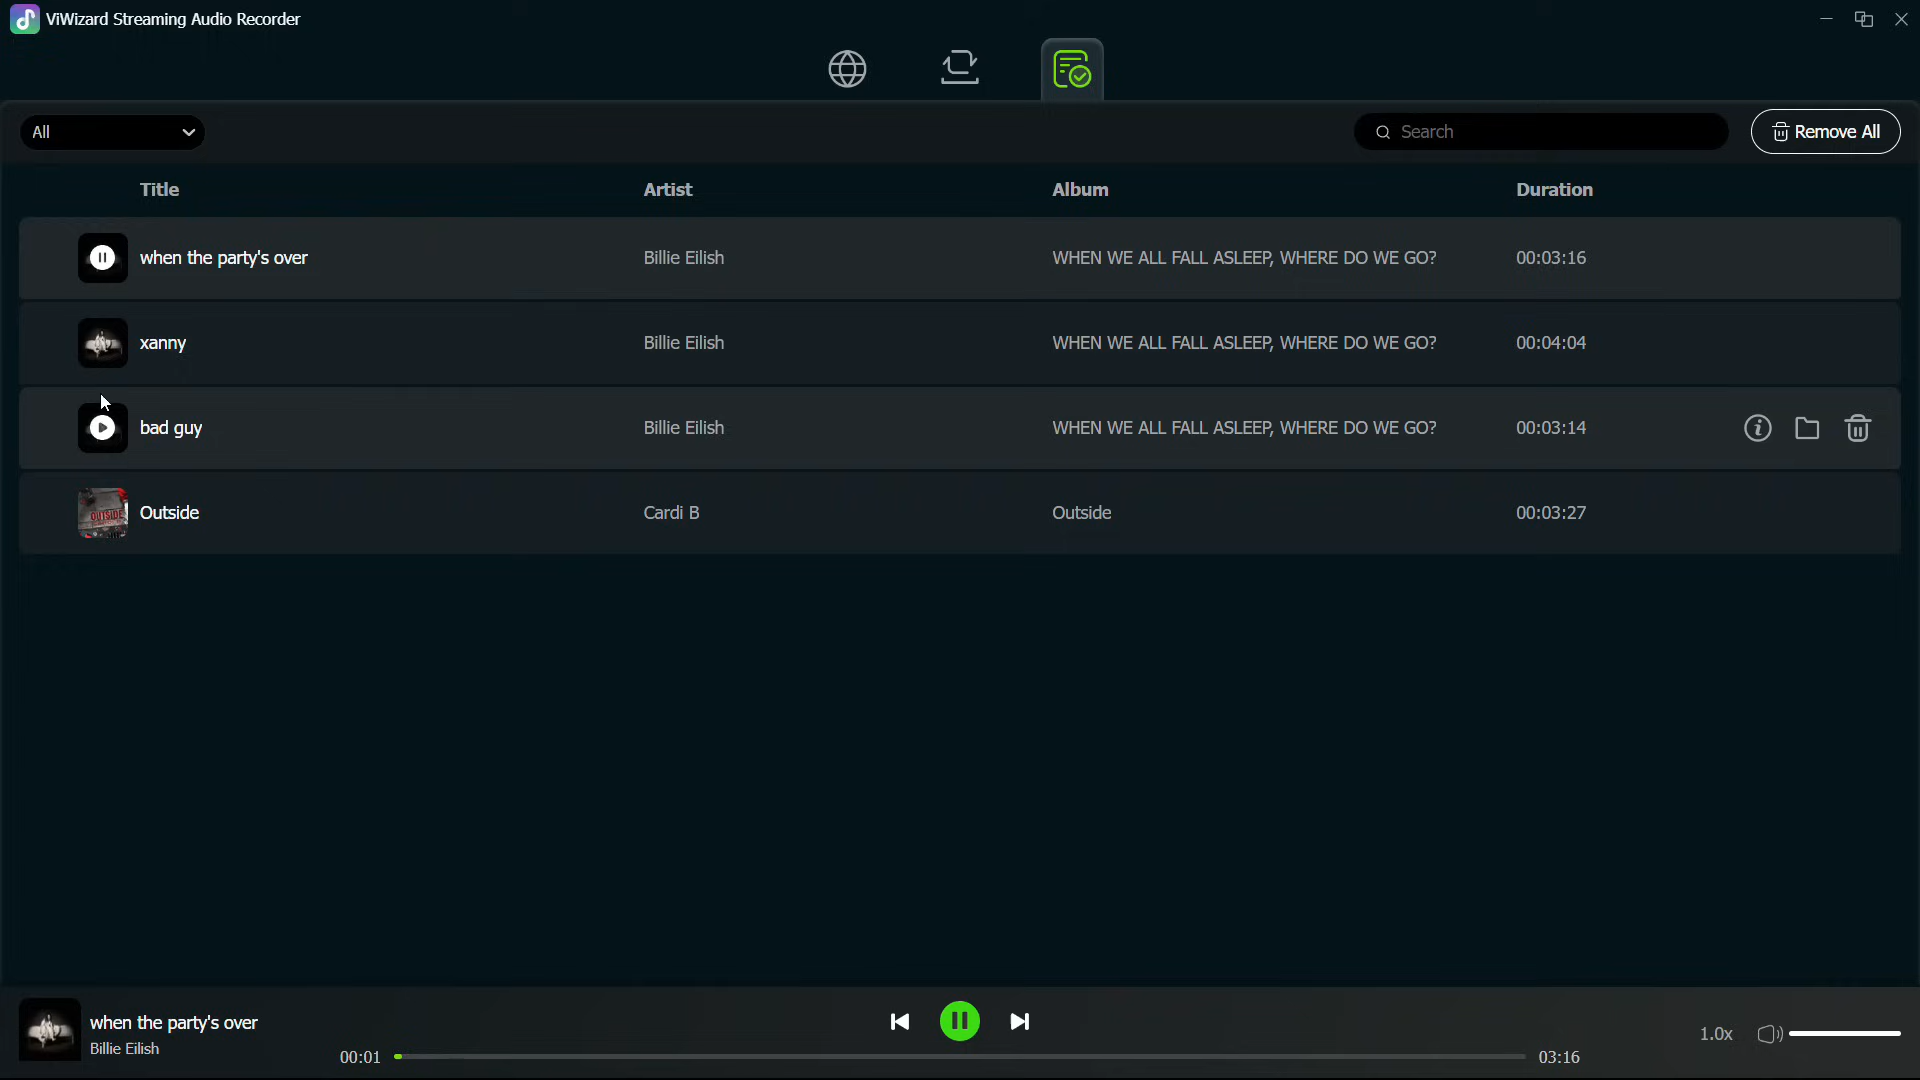 ViWizard Streaming Audio Recorder
All
Search
Remove All
Title Artist Album Duration
when the party's over Billie Eilish WHEN WE ALL FALL ASLEEP, WHERE DO WE GO? 00:03:16
xanny Billie Eilish WHEN WE ALL FALL ASLEEP, WHERE DO WE GO? 00:04:04
bad guy Billie Eilish WHEN WE ALL FALL ASLEEP, WHERE DO WE GO? 00:03:14
OUTSIDE
Outside Cardi B Outside 00:03:27
when the party's over
Billie Eilish
00:01
03:16
1.0x